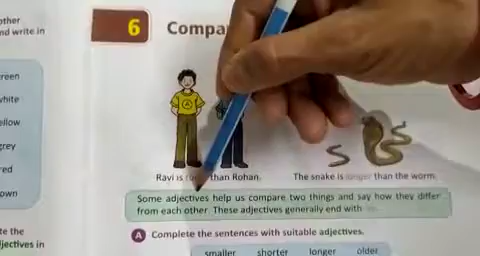 other
nd write in
6
Compa
reen
white
ellow
grey
red
own
te the
jectives in
Ravi is than Rohan.
The snake is longer than the worm.
Some adjectives help us compare two things and say how they differ
from each other. These adjectives generally end with
A Complete the sentences with suitable adjectives.
smaller shorter longer older